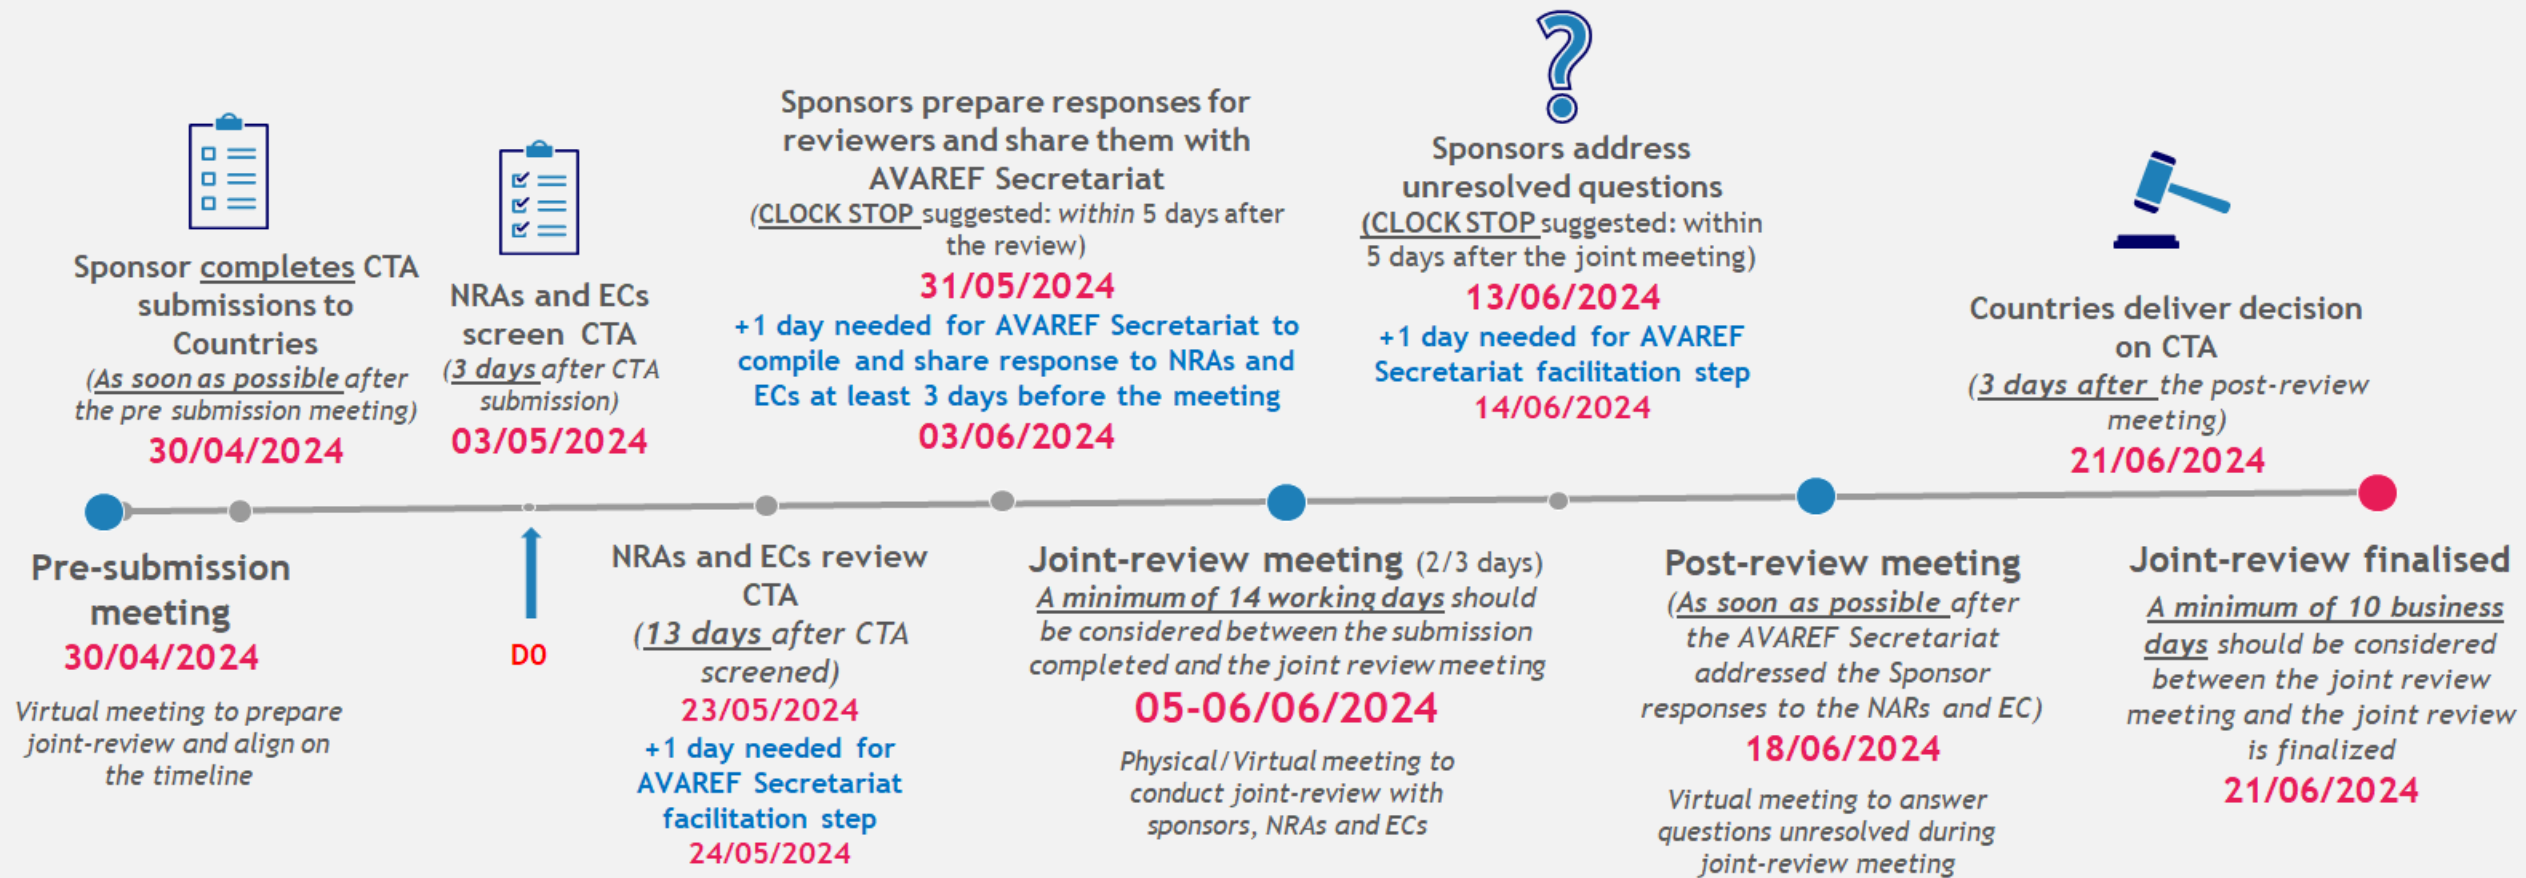 Sponsor completes CTA
submissions to
Countries
(As soon as possible after
the pre submission meeting)
30/04/2024
NRAs and ECs
screen CTA
(3 days after CTA
submission)
03/05/2024
Sponsors prepare responses for
reviewers and share them with
AVAREF Secretariat
(CLOCK STOP suggested: within 5 days after
the review)
31/05/2024
+1 day needed for AVAREF Secretariat to
compile and share response to NRAs and
ECs at least 3 days before the meeting
03/06/2024
Sponsors address
unresolved questions
(CLOCK STOP suggested: within
5 days after the joint meeting)
13/06/2024
+1 day needed for AVAREF
Secretariat facilitation step
14/06/2024
Countries deliver decision
on CTA
(3 days after the post-review
meeting)
21/06/2024
Pre-submission
meeting
30/04/2024
Virtual meeting to prepare
joint-review and align on
the timeline
D0
NRAs and ECs review
CTA
(13 days after CTA
screened)
23/05/2024
+1 day needed for
AVAREF Secretariat
facilitation step
24/05/2024
Joint-review meeting (2/3 days)
A minimum of 14 working days should
be considered between the submission
completed and the joint review meeting
05-06/06/2024
Physical/Virtual meeting to
conduct joint-review with
sponsors, NRAs and ECs
Post-review meeting
(As soon as possible after
the AVAREF Secretariat
addressed the Sponsor
responses to the NARs and EC)
18/06/2024
Virtual meeting to answer
questions unresolved during
joint-review meeting
Joint-review finalised
A minimum of 10 business
days should be considered
between the joint review
meeting and the joint review
is finalized
21/06/2024